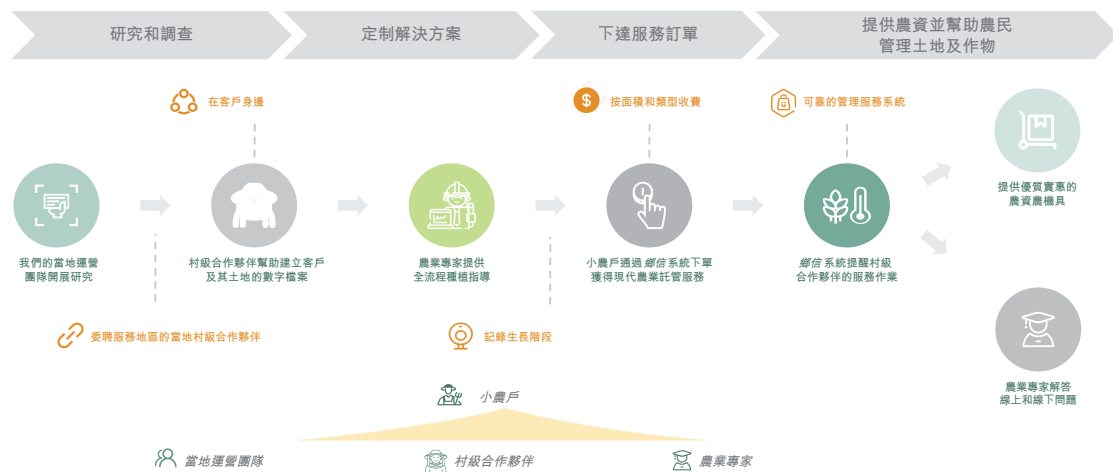 研究和調查
定制解決方案
下達服務訂單
提供農資並幫助農民
管理土地及作物
在客戶身邊
$
按面積和類型收費
可靠的管理服務系統
我們的當地運營
團隊開展研究
村級合作夥伴幫助建立客戶
及其土地的數字檔案
農業專家提供
全流程種植指導
小農戶通過鄉信系統下單
獲得現代農業託管服務
鄉信系統提醒村級
合作夥伴的服務作業
提供優質實惠的
農資農機具
委聘服務地區的當地村級合作夥伴
記錄生長階段
農業專家解答
線上和線下問題
小農戶
當地運營團隊
村級合作夥伴
農業專家